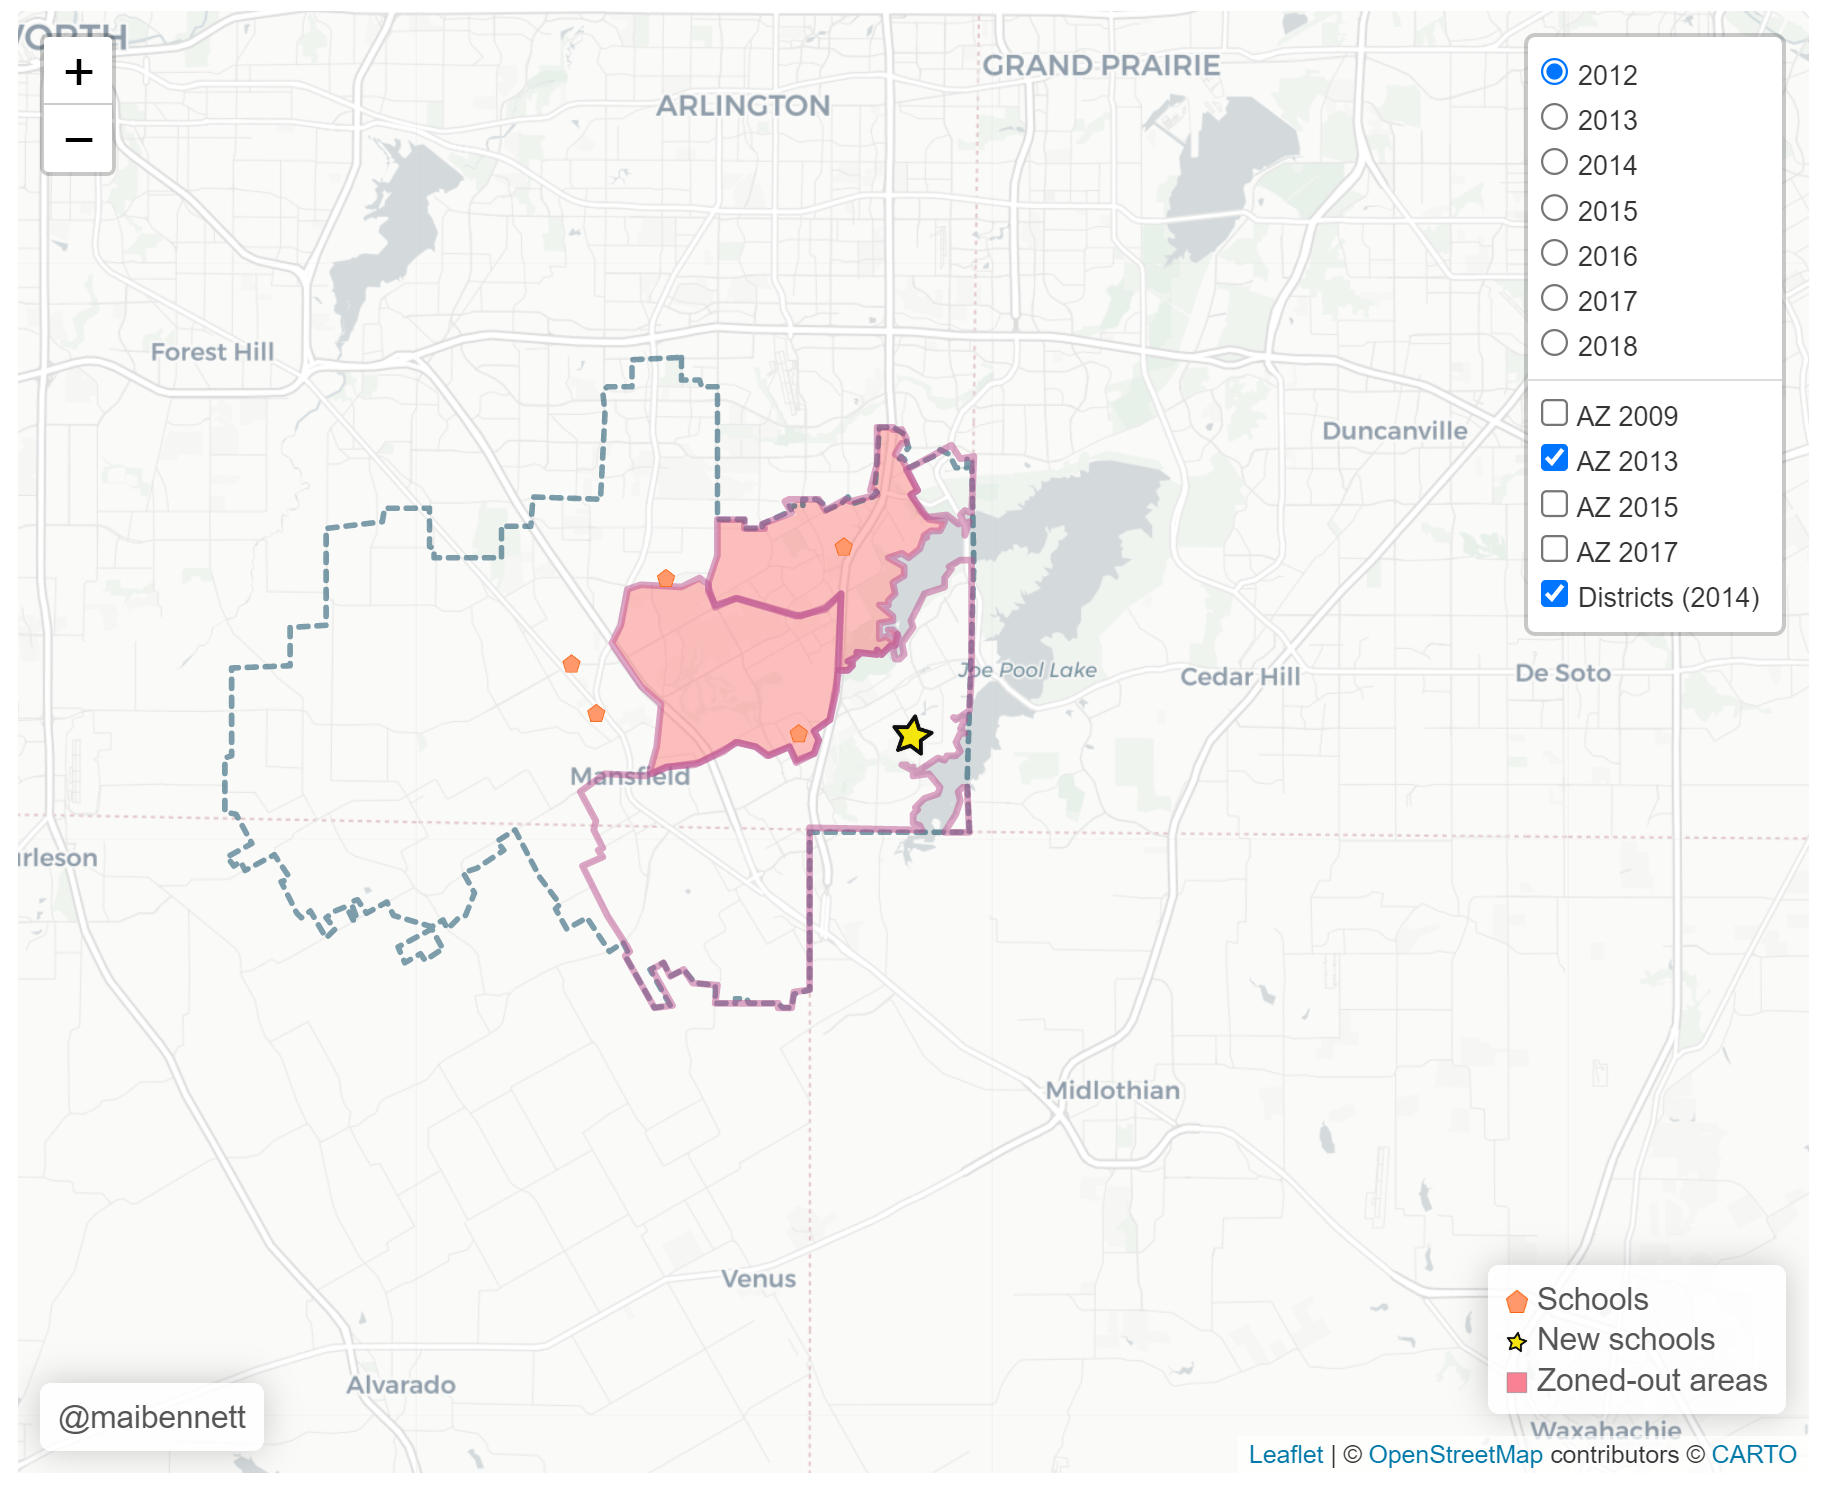 ORTH
+
−
GRAND PRAIRIE
ARLINGTON
Forest Hill
Duncanville
Joe Pool Lake
Cedar Hill
De Soto
Mansfield
rleson
Midlothian
Venus
Alvarado
Waxahachie
2012
2013
2014
2015
2016
2017
2018
AZ 2009
AZ 2013
AZ 2015
AZ 2017
Districts (2014)
Schools
New schools
Zoned-out areas
@maibennett
Leaflet | © OpenStreetMap contributors © CARTO